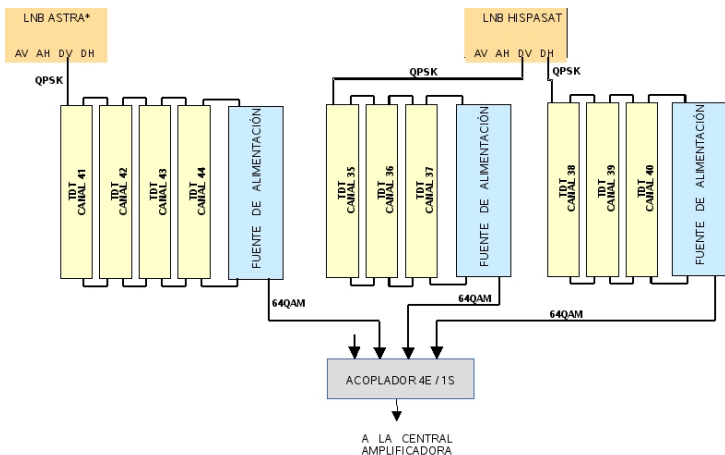 LNB ASTRA*
AV AH DV DH
QPSK
LNB HISPASAT
AV AH DV DH
QPSK
QPSK
TDT
CANAL 41
TDT
CANAL 42
TDT
CANAL 43
TDT
CANAL 44
FUENTE DE ALIMENTACIÓN
TDT
CANAL 35
TDT
CANAL 36
TDT
CANAL 37
FUENTE DE ALIMENTACIÓN
TDT
CANAL 38
TDT
CANAL 39
TDT
CANAL 40
FUENTE DE ALIMENTACIÓN
64QAM
64QAM
64QAM
ACOPLADOR 4E / 1S
A LA CENTRAL
AMPLIFICADORA